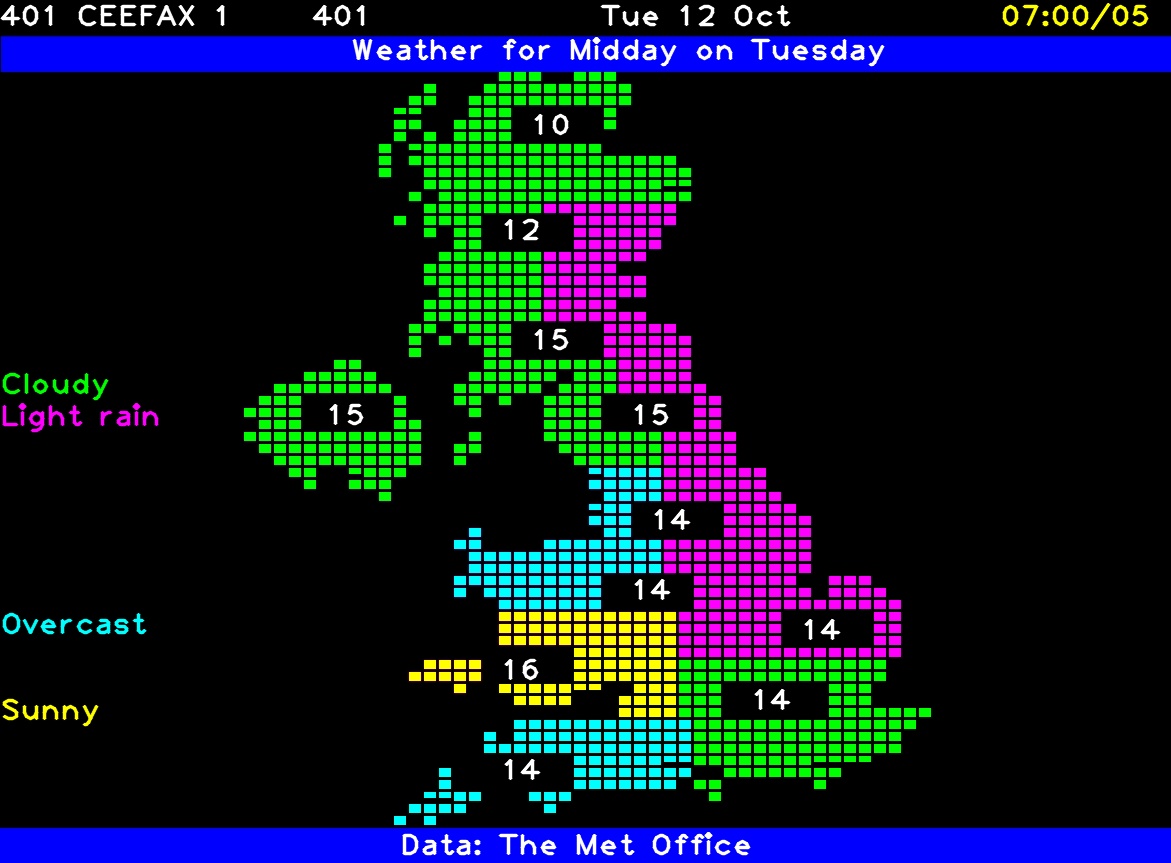 401 CEEFAX 1 401 Tue 12 Oct 07:00/05
Weather for Midday on Tuesday
10
12
15
Cloudy
Light rain
15 15
14
14
Overcast
14
16
14
Sunny
14
Data: The Met Office